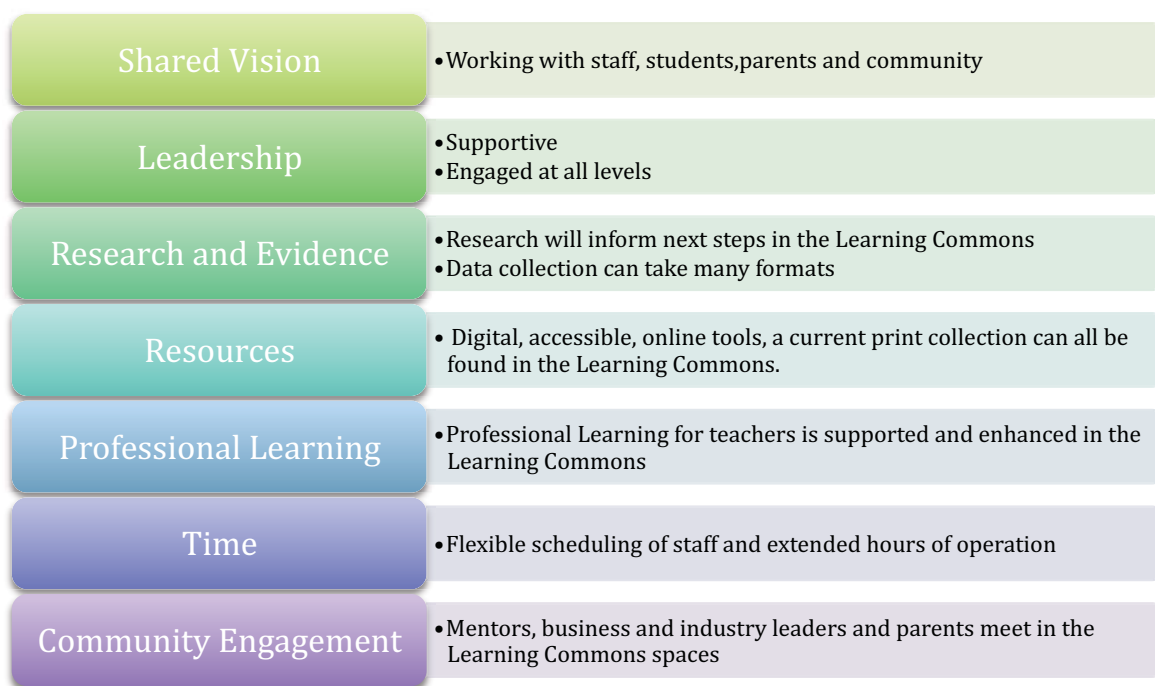 Shared Vision
•Working with staff, students,parents and community
Leadership
•Supportive
•Engaged at all levels
Research and Evidence
•Research will inform next steps in the Learning Commons
•Data collection can take many formats
Resources
• Digital, accessible, online tools, a current print collection can all be
found in the Learning Commons.
Professional Learning
•Professional Learning for teachers is supported and enhanced in the
Learning Commons
Time
•Flexible scheduling of staff and extended hours of operation
Community Engagement
•Mentors, business and industry leaders and parents meet in the
Learning Commons spaces